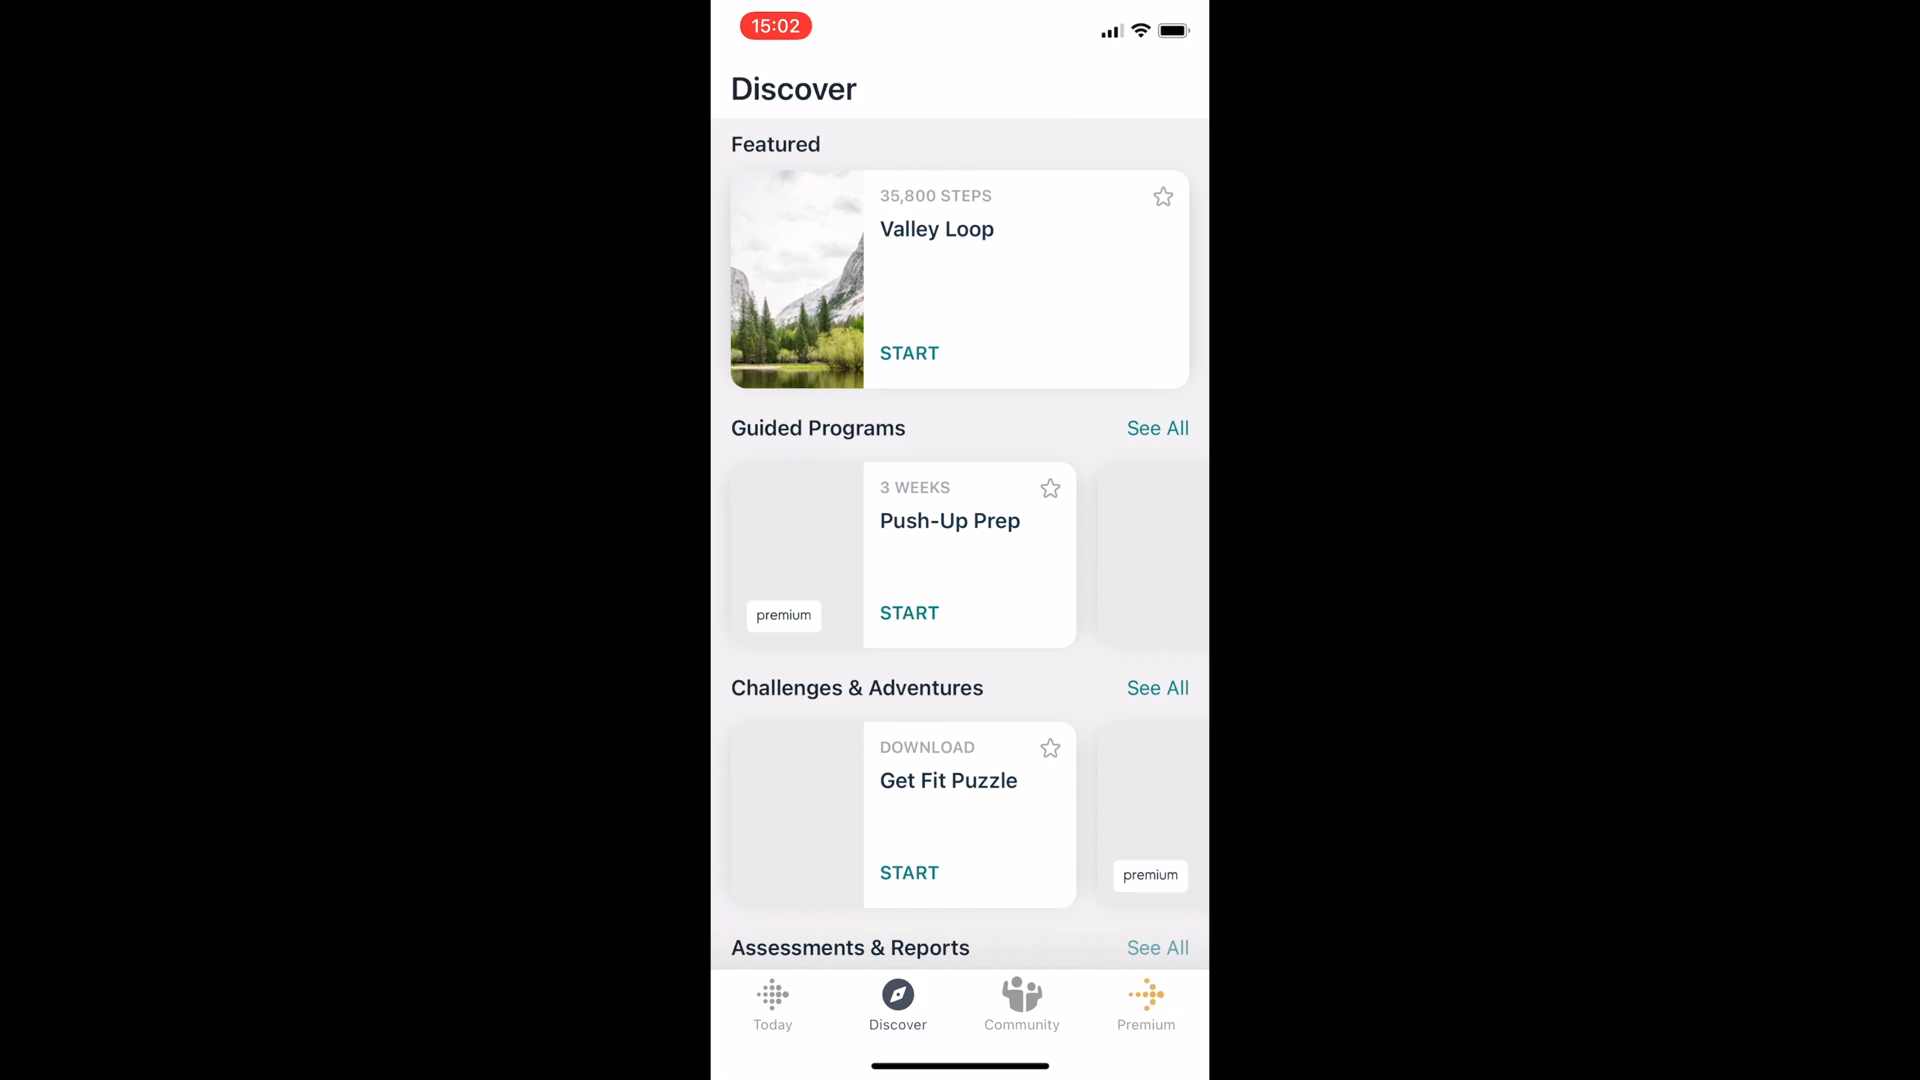 15:02
Discover
Featured
35,800 STEPS
Valley Loop
START
Guided Programs
See All
3 WEEKS
Push-Up Prep
premium
START
Challenges & Adventures
See All
DOWNLOAD
Get Fit Puzzle
START
premium
Assessments & Reports
See All
Today
Discover
Community
Premium